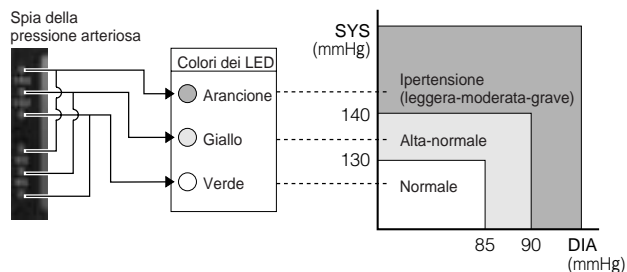 Spia della
pressione arteriosa
Colori dei LED
Arancione
Giallo
Verde
SYS
(mmHg)
Ipertensione
(leggera-moderata-grave)
140
Alta-normale
130
Normale
85 90 DIA
(mmHg)